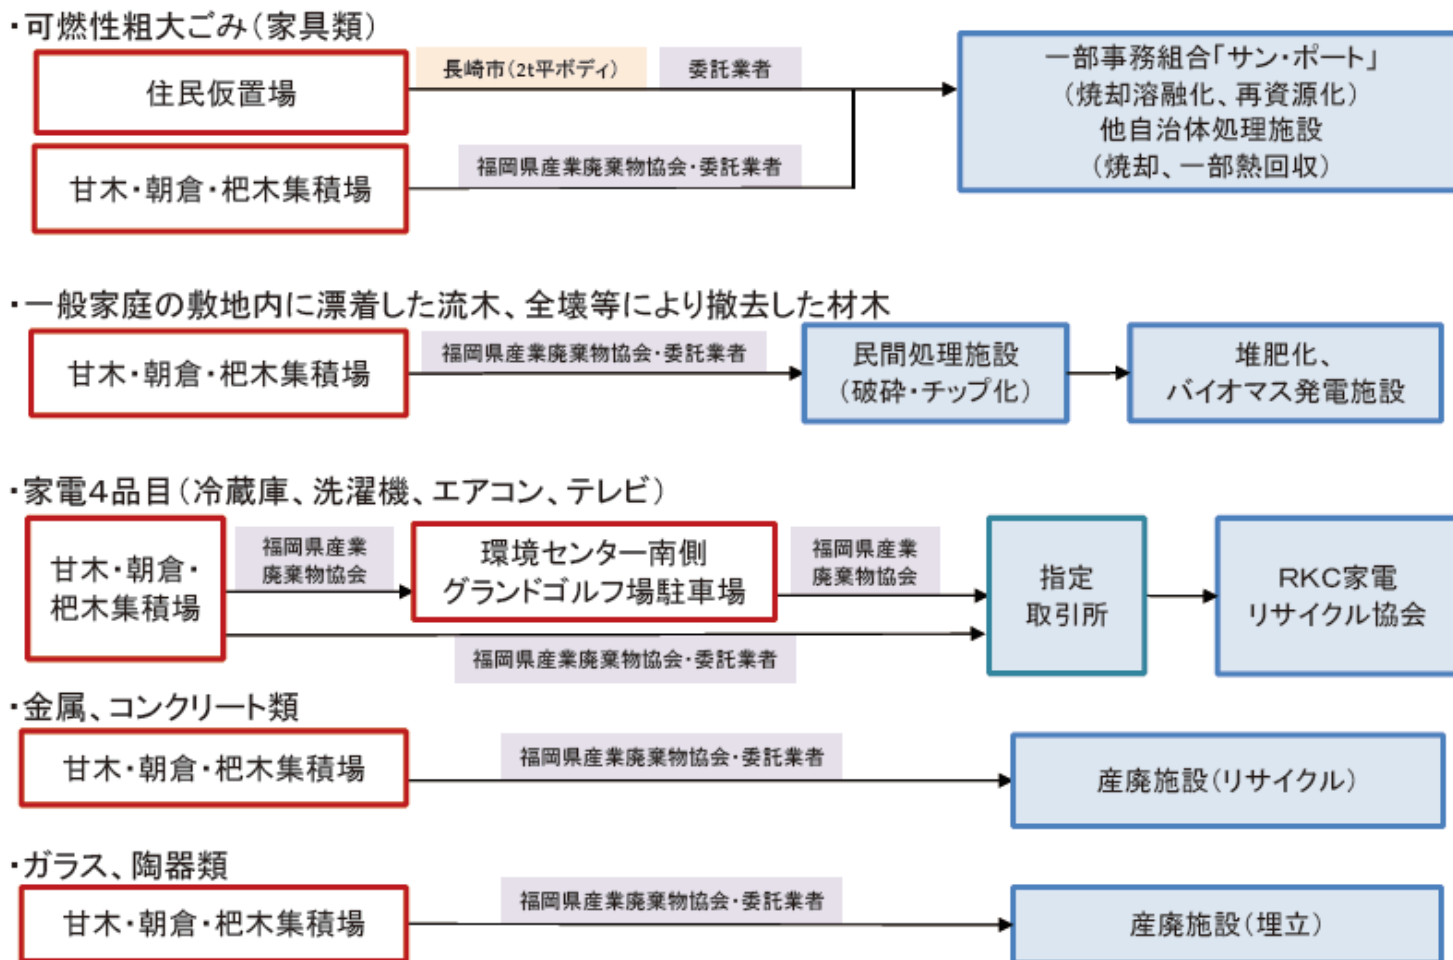 ・可燃性粗大ごみ(家具類)
住民仮置場
長崎市(2t平ボディ)
委託業者
一部事務組合「サン・ポート」
(焼却溶融化、再資源化)
他自治体処理施設
(焼却、一部熱回収)
甘木・朝倉・杷木集積場
福岡県産業廃棄物協会・委託業者
・一般家庭の敷地内に漂着した流木、全壊等により撤去した材木
甘木・朝倉・杷木集積場
福岡県産業廃棄物協会・委託業者
民間処理施設
(破砕・チップ化)
堆肥化、
バイオマス発電施設
・家電4品目(冷蔵庫、洗濯機、エアコン、テレビ)
甘木・朝倉・
杷木集積場
福岡県産業
廃棄物協会
環境センター南側
グランドゴルフ場駐車場
福岡県産業
廃棄物協会
指定
取引所
RKC家電
リサイクル協会
福岡県産業廃棄物協会・委託業者
・金属、コンクリート類
甘木・朝倉・杷木集積場
福岡県産業廃棄物協会・委託業者
産廃施設(リサイクル)
・ガラス、陶器類
甘木・朝倉・杷木集積場
福岡県産業廃棄物協会・委託業者
産廃施設(埋立)